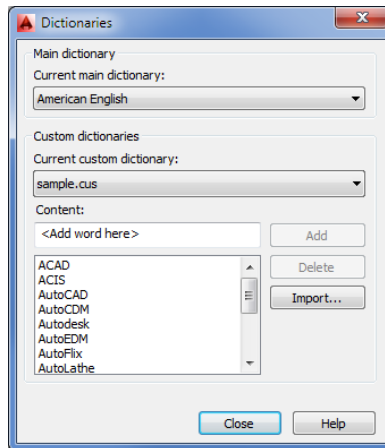 Dictionaries
Main dictionary
Current main dictionary:
American English
Custom dictionaries
Current custom dictionary:
sample.cus
Content:
<Add word here>
Add
ACAD
ACIS
AutoCAD
AutoCDM
Autodesk
AutoEDM
AutoFlix
AutoLathe
Delete
Import...
Close
Help